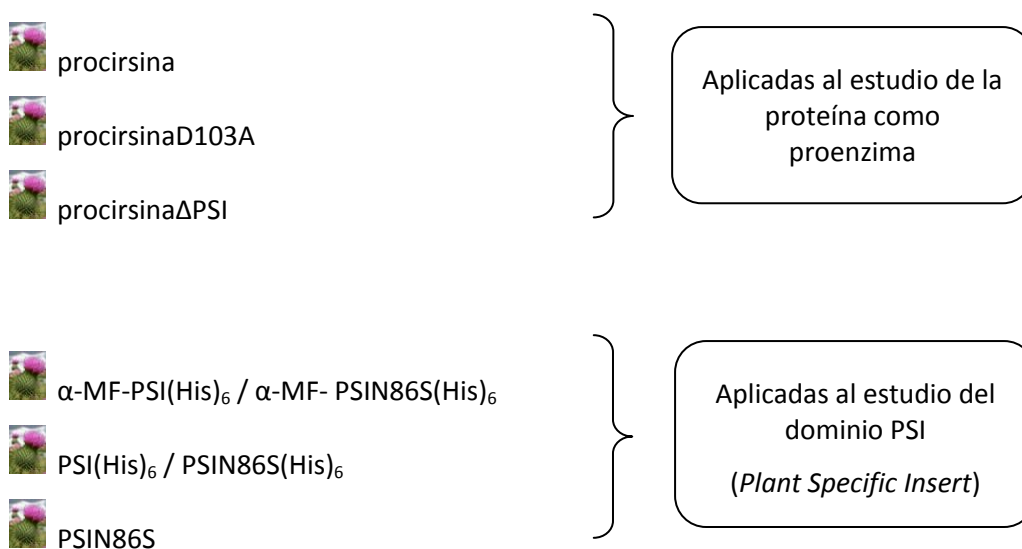 procirsina
procirsinaD103A
procirsinaΔPSI
Aplicadas al estudio de la
proteína como
proenzima
α-MF-PSI(His)₆ / α-MF- PSIN86S(His)₆
PSI(His)₆ / PSIN86S(His)₆
PSIN86S
Aplicadas al estudio del
dominio PSI
(Plant Specific Insert)